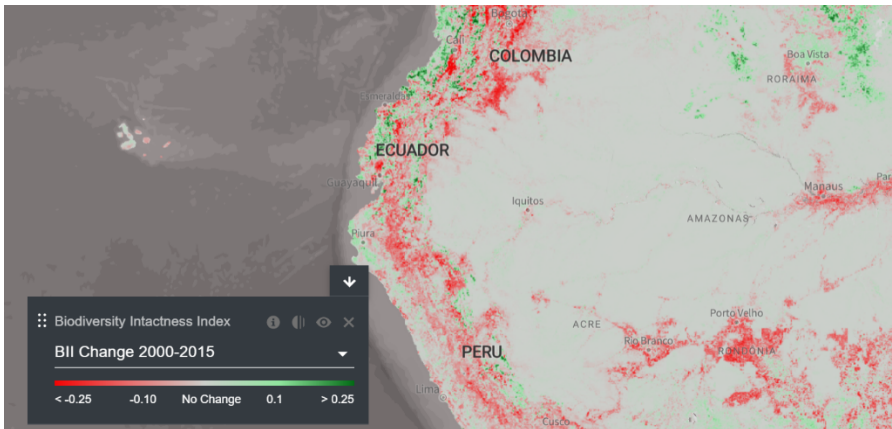 Bogota
Cali
COLOMBIA
Boa Vista
RORAIMA
Esmeraldas
ECUADOR
Guayaquil
Manaus
Par
Iquitos
AMAZONAS
Piura
Biodiversity Intactness Index
BII Change 2000-2015
< -0.25 -0.10 No Change 0.1 > 0.25
ACRE
Porto Velho
Rio Branco
RONDÔNIA
PERU
Lima
Cusco